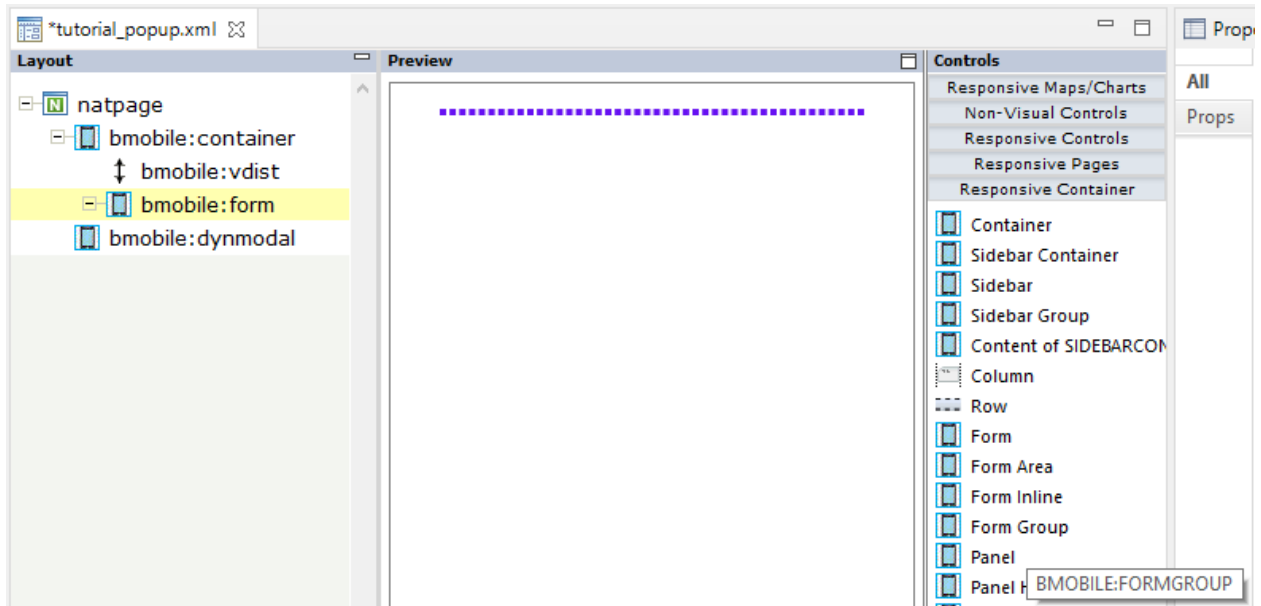 *tutorial_popup.xml
Layout
natpage
bmobile:container
bmobile:vdist
bmobile:form
bmobile:dynmodal
Preview
Controls
Responsive Maps/Charts
Non-Visual Controls
Responsive Controls
Responsive Pages
Responsive Container
Container
Sidebar Container
Sidebar
Sidebar Group
Content of SIDEBARCON
Column
Row
Form
Form Area
Form Inline
Form Group
Panel
Panel H
BMOBILE:FORMGROUP
Prope
All
Props